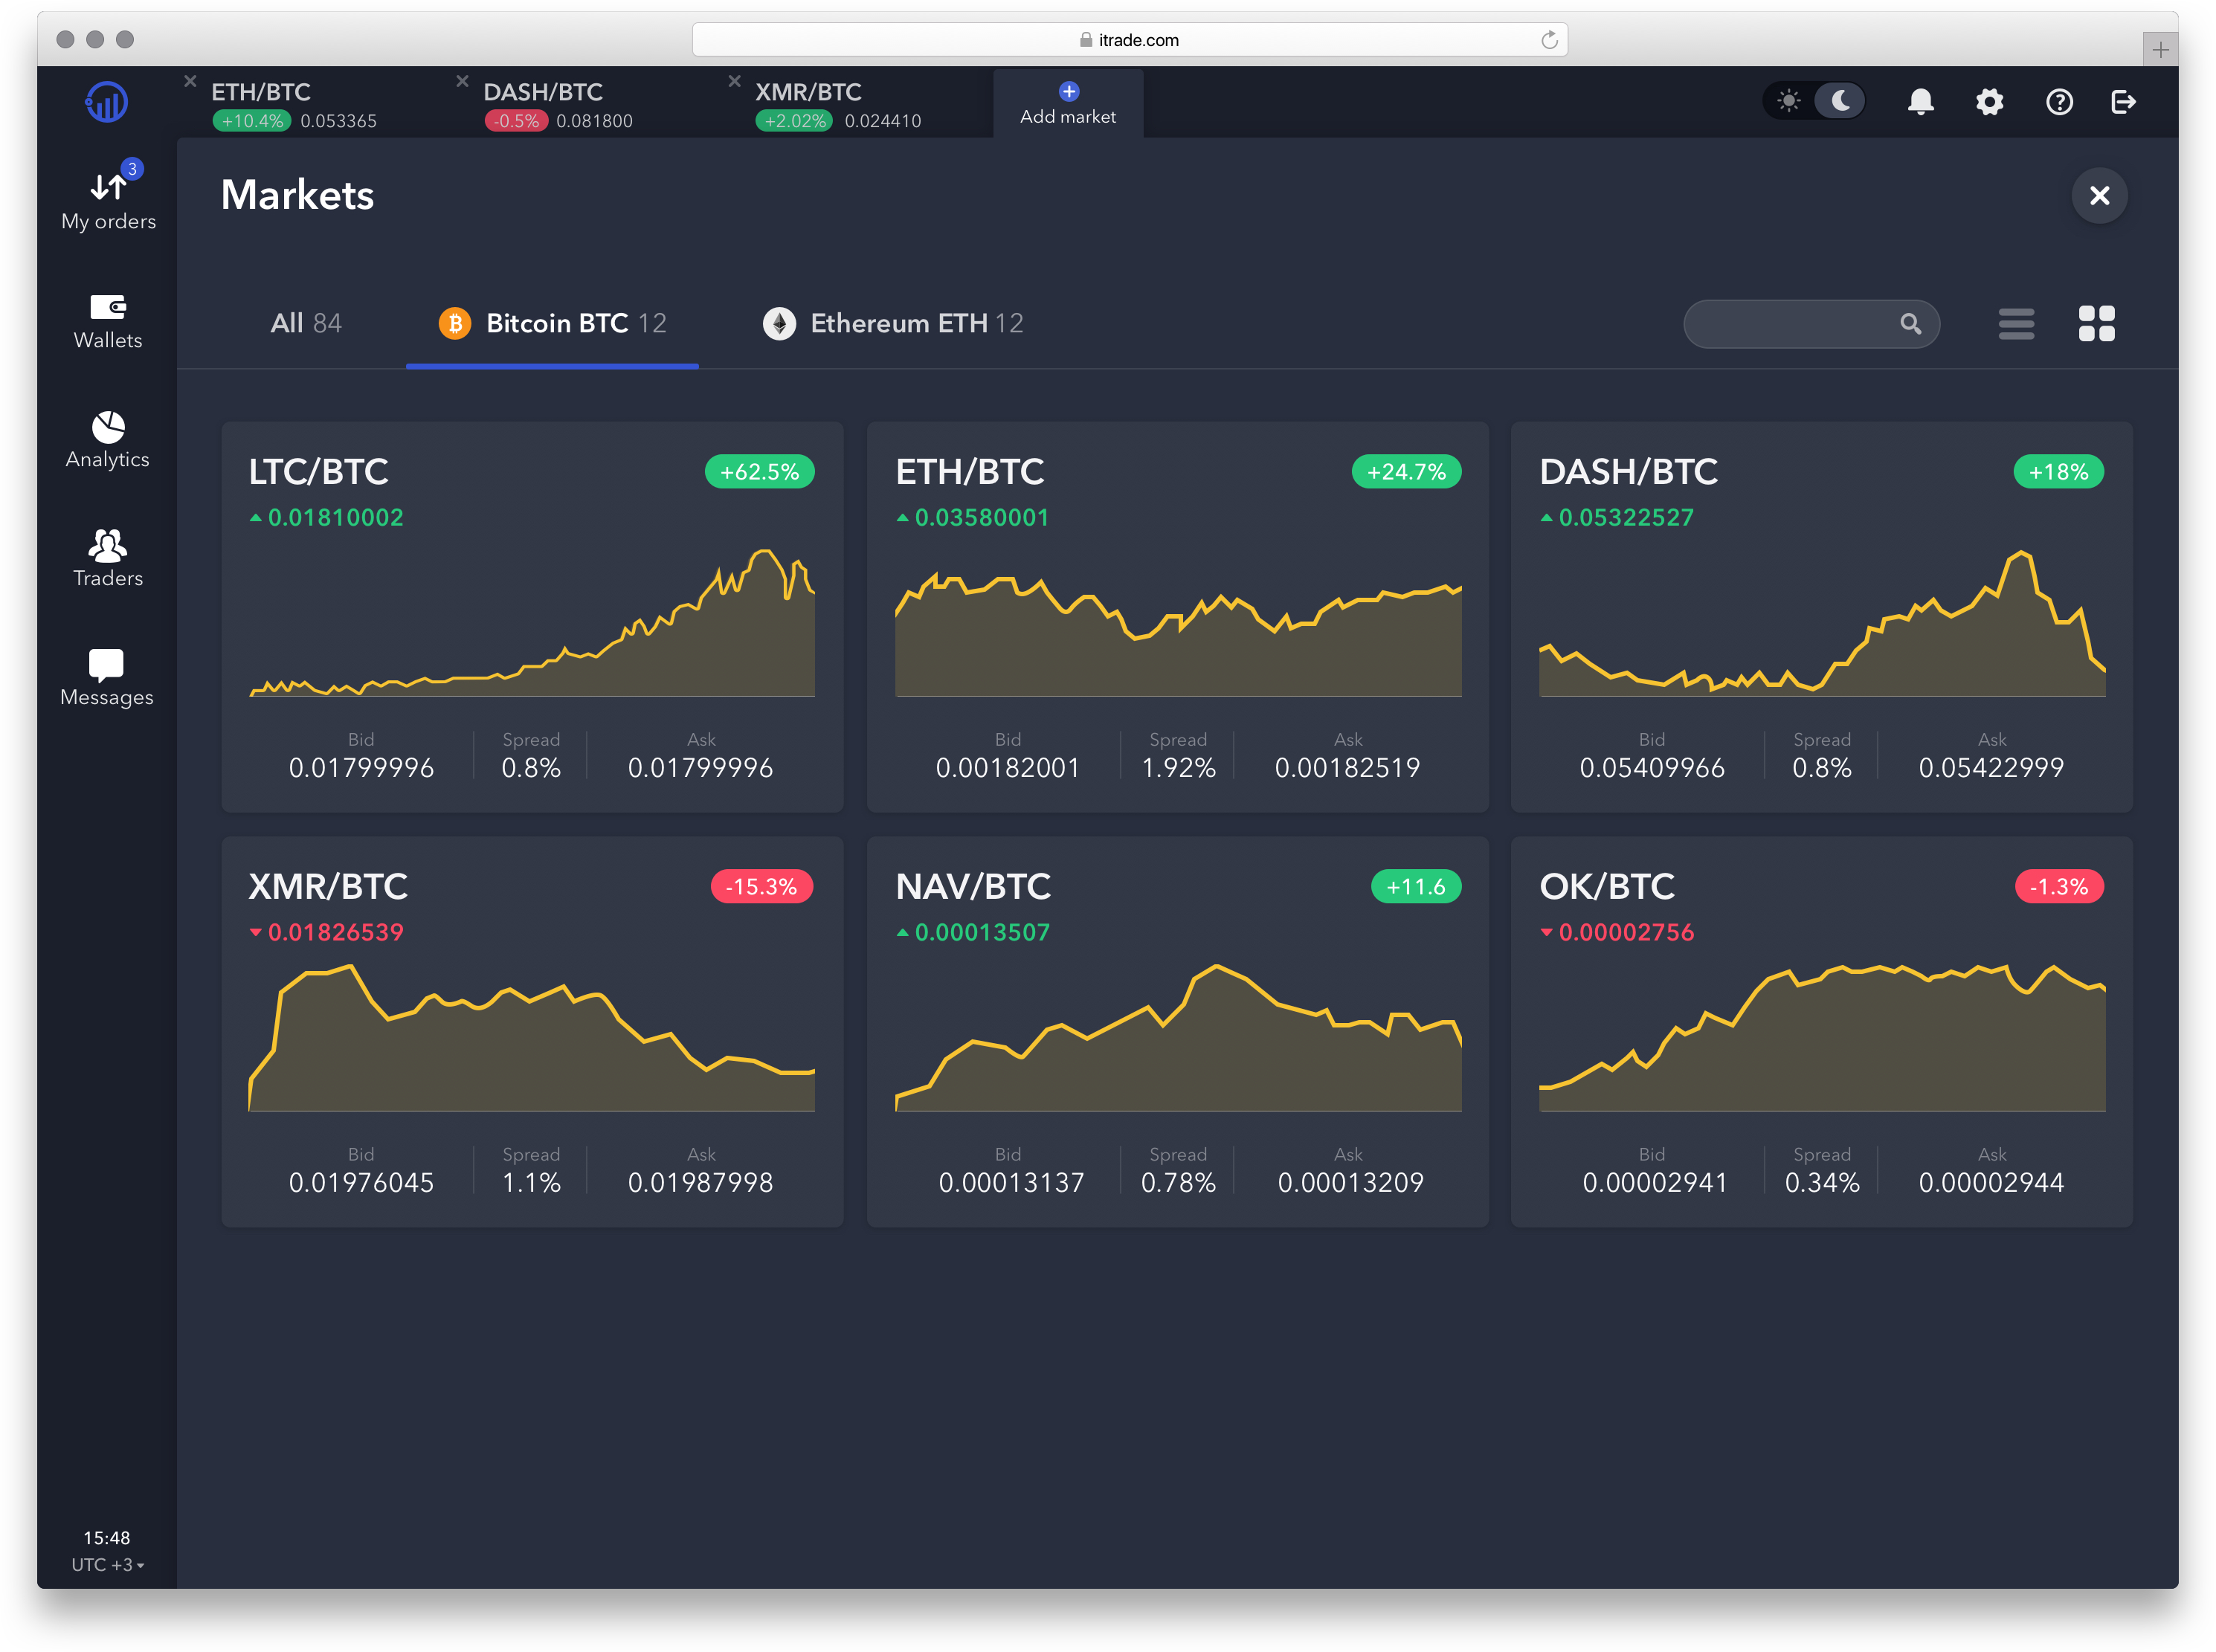 itrade.com
ETH/BTC
+10.4% 0.053365
DASH/BTC
-0.5% 0.081800
XMR/BTC
+2.02% 0.024410
Add market
3
My orders
Wallets
Analytics
Traders
Messages
15:48
UTC +3
Markets
All 84
Bitcoin BTC 12
Ethereum ETH 12
LTC/BTC
+62.5%
0.01810002
Bid
0.01799996
Spread
0.8%
Ask
0.01799996
ETH/BTC
+24.7%
0.03580001
Bid
0.00182001
Spread
1.92%
Ask
0.00182519
DASH/BTC
+18%
0.05322527
Bid
0.05409966
Spread
0.8%
Ask
0.05422999
XMR/BTC
-15.3%
0.01826539
Bid
0.01976045
Spread
1.1%
Ask
0.01987998
NAV/BTC
+11.6
0.00013507
Bid
0.00013137
Spread
0.78%
Ask
0.00013209
OK/BTC
-1.3%
0.00002756
Bid
0.00002941
Spread
0.34%
Ask
0.00002944